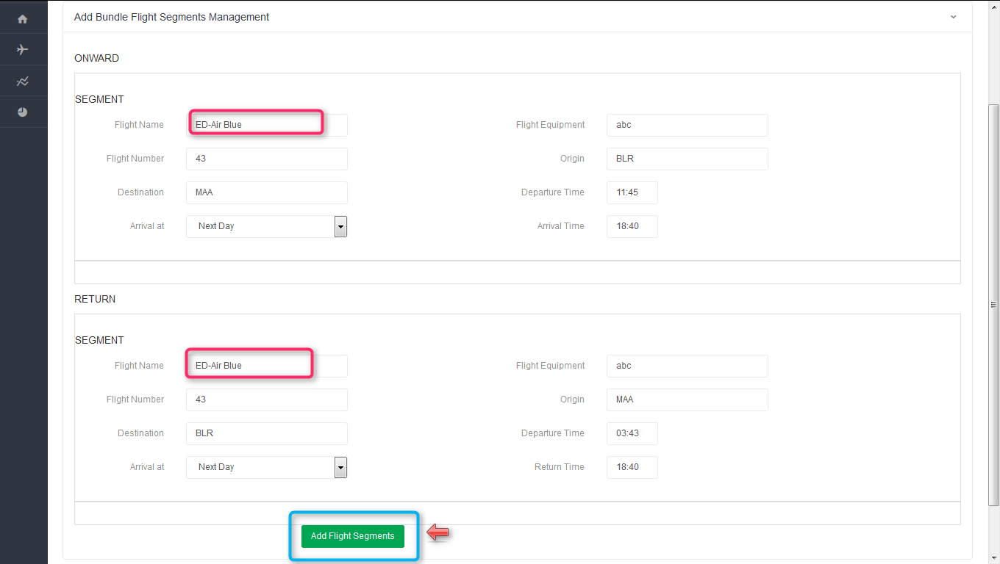 Add Bundle Flight Segments Management
ONWARD
SEGMENT
Flight Name ED-Air Blue Flight Equipment abc
Flight Number 43 Origin BLR
Destination MAA Departure Time 11:45
Arrival at Next Day Arrival Time 18:40
RETURN
SEGMENT
Flight Name ED-Air Blue Flight Equipment abc
Flight Number 43 Origin MAA
Destination BLR Departure Time 03:43
Arrival at Next Day Return Time 18:40
Add Flight Segments